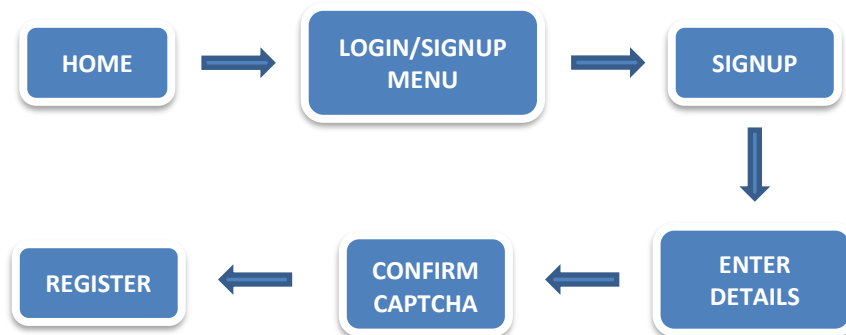 HOME
LOGIN/SIGNUP
MENU
SIGNUP
ENTER
DETAILS
CONFIRM
CAPTCHA
REGISTER